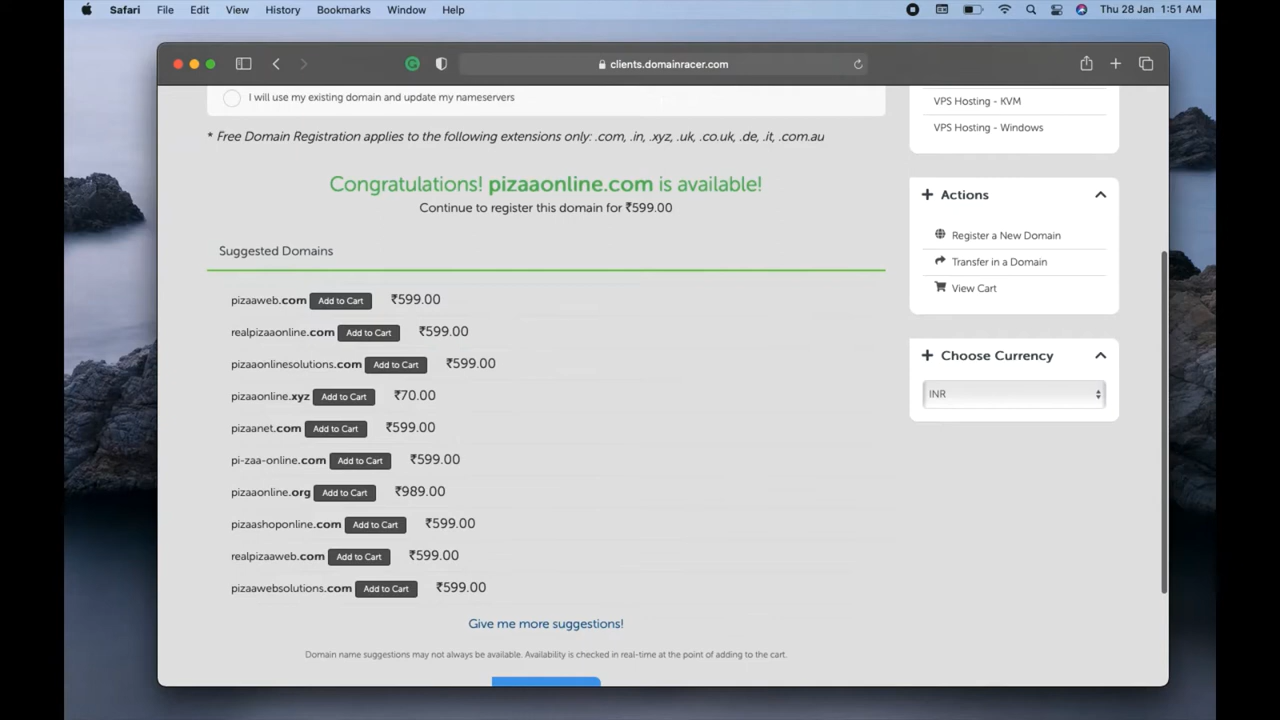 Safari File Edit View History Bookmarks Window Help Thu 28 Jan 1:51 AM
clients.domainracer.com
I will use my existing domain and update my nameservers
* Free Domain Registration applies to the following extensions only: .com, .in, .xyz, .uk, .co.uk, .de, .it, .com.au
Congratulations! pizaaonline.com is available!
Continue to register this domain for ₹599.00
Suggested Domains
pizaaweb.com Add to Cart ₹599.00
realpizaaonline.com Add to Cart ₹599.00
pizaaonlinesolutions.com Add to Cart ₹599.00
pizaaonline.xyz Add to Cart ₹70.00
pizaanet.com Add to Cart ₹599.00
pi-zaa-online.com Add to Cart ₹599.00
pizaaonline.org Add to Cart ₹989.00
pizaashoponline.com Add to Cart ₹599.00
realpizaaweb.com Add to Cart ₹599.00
pizaawebsolutions.com Add to Cart ₹599.00
Give me more suggestions!
Domain name suggestions may not always be available. Availability is checked in real-time at the point of adding to the cart.
VPS Hosting - KVM
VPS Hosting - Windows
Actions
Register a New Domain
Transfer in a Domain
View Cart
Choose Currency
INR